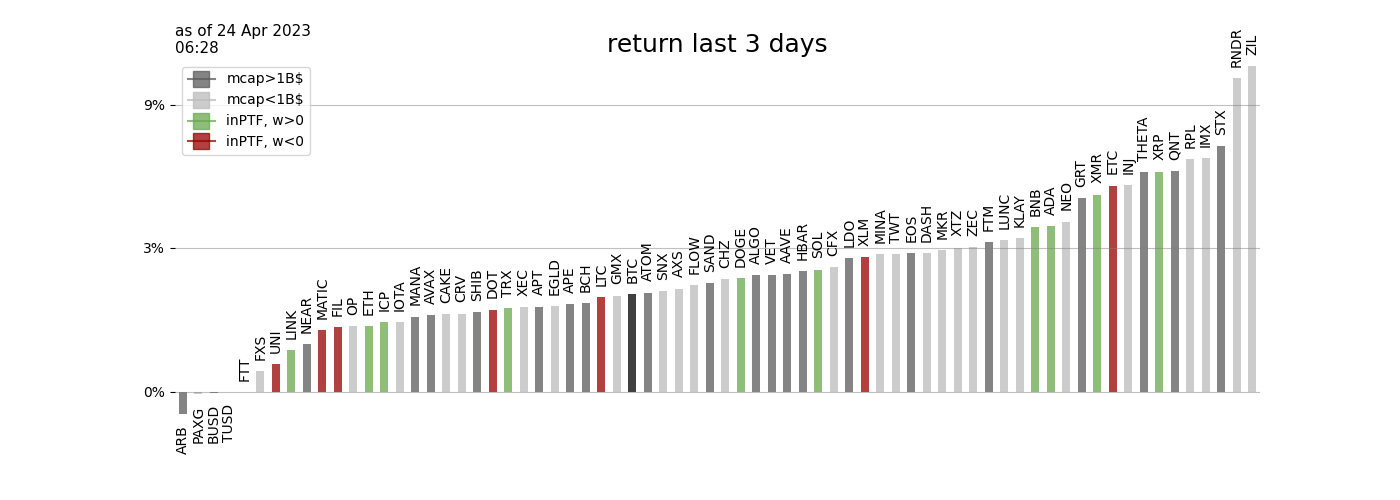 as of 24 Apr 2023
06:28
return last 3 days
mcap>1B$
mcap<1B$
inPTF, w>0
inPTF, w<0
9%
3%
0%
ARB
PAXG
BUSD
TUSD
FTT
FXS
UNI
LINK
NEAR
MATIC
FIL
OP
ETH
ICP
IOTA
MANA
AVAX
CAKE
CRV
SHIB
DOT
TRX
XEC
APT
EGLD
APE
BCH
LTC
GMX
BTC
ATOM
SNX
AXS
FLOW
SAND
CHZ
DOGE
ALGO
VET
AAVE
HBAR
SOL
CFX
LDO
XLM
MINA
TWT
EOS
DASH
MKR
XTZ
ZEC
FTM
LUNC
KLAY
BNB
ADA
NEO
GRT
XMR
ETC
INJ
THETA
XRP
QNT
RPL
IMX
STX
RNDR
ZIL